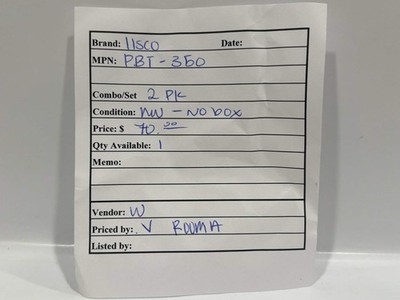 Brand: IISCO Date:
MPN: PBT-350
Combo/Set 2 PK
Condition: NW - NO BOX
Price: $ 70.00
Qty Available: 1
Memo:
Vendor: W
Priced by: V ROOM A
Listed by: